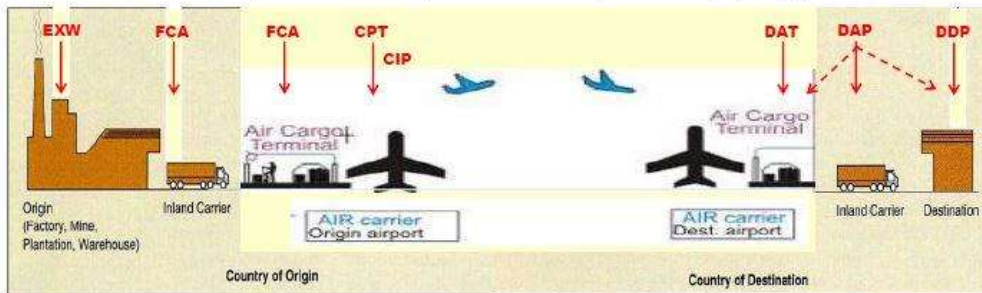 EXW
FCA
FCA
CPT
CIP
DAT
DAP
DDP
Air Cargo
Terminal
Air Cargo
Terminal
Origin
(Factory, Mine,
Plantation, Warehouse)
Inland Carrier
AIR carrier
Origin airport
AIR carrier
Dest. airport
Inland Carrier
Destination
Country of Origin
Country of Destination